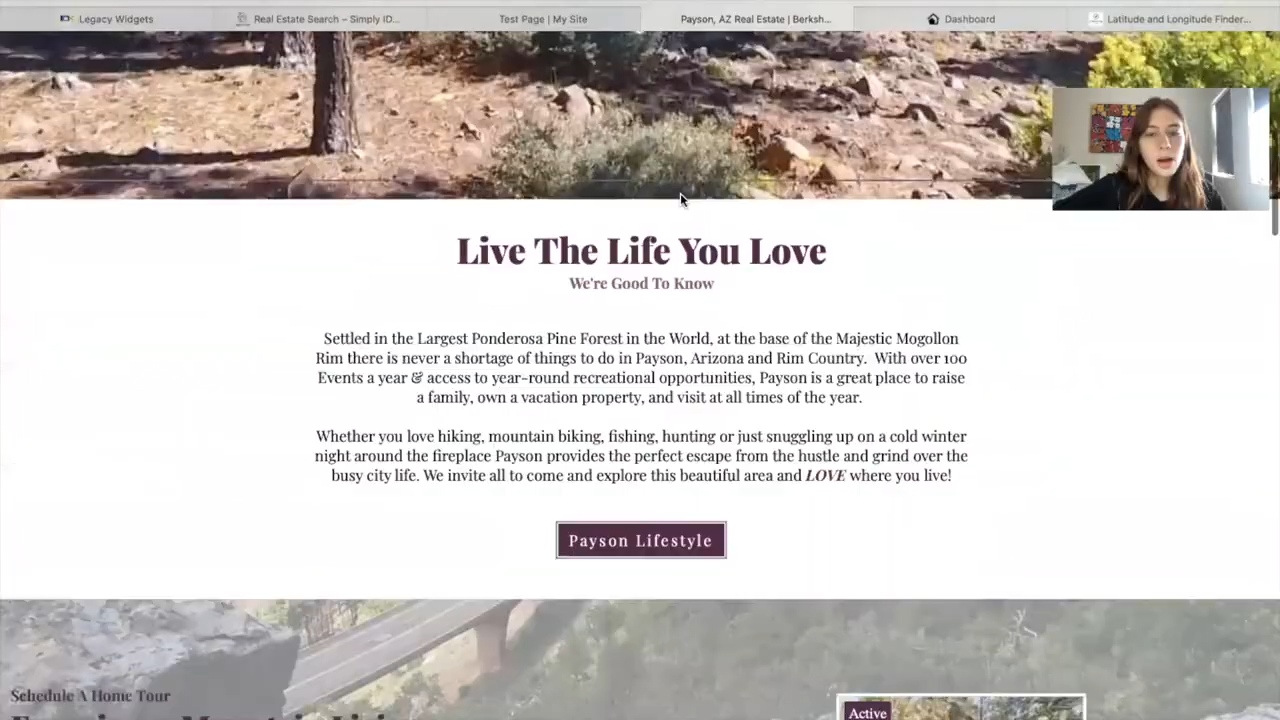 Legacy Widgets
Real Estate Search – Simply ID...
Test Page | My Site
Payson, AZ Real Estate | Berksh...
Dashboard
Latitude and Longitude Finder...
Live The Life You Love
We're Good To Know
Settled in the Largest Ponderosa Pine Forest in the World, at the base of the Majestic Mogollon
Rim there is never a shortage of things to do in Payson, Arizona and Rim Country. With over 100
Events a year & access to year-round recreational opportunities, Payson is a great place to raise
a family, own a vacation property, and visit at all times of the year.
Whether you love hiking, mountain biking, fishing, hunting or just snuggling up on a cold winter
night around the fireplace Payson provides the perfect escape from the hustle and grind over the
busy city life. We invite all to come and explore this beautiful area and LOVE where you live!
Payson Lifestyle
Schedule A Home Tour
Active